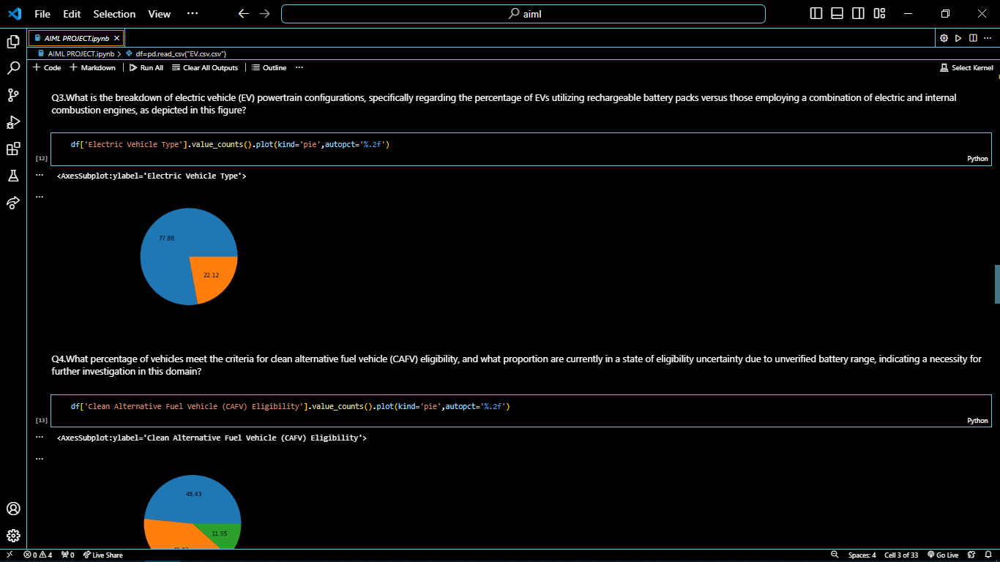 File Edit Selection View ···
aiml
AIML PROJECT.ipynb
AIML PROJECT.ipynb > df=pd.read_csv("EV.csv.csv")
+ Code + Markdown | Run All Clear All Outputs | Outline ···
Select Kernel
Q3.What is the breakdown of electric vehicle (EV) powertrain configurations, specifically regarding the percentage of EVs utilizing rechargeable battery packs versus those employing a combination of electric and internal
combustion engines, as depicted in this figure?
df['Electric Vehicle Type'].value_counts().plot(kind='pie',autopct='%.2f')
[12]
Python
<AxesSubplot:ylabel='Electric Vehicle Type'>
77.88
22.12
Q4.What percentage of vehicles meet the criteria for clean alternative fuel vehicle (CAFV) eligibility, and what proportion are currently in a state of eligibility uncertainty due to unverified battery range, indicating a necessity for
further investigation in this domain?
df['Clean Alternative Fuel Vehicle (CAFV) Eligibility'].value_counts().plot(kind='pie',autopct='%.2f')
[13]
Python
<AxesSubplot:ylabel='Clean Alternative Fuel Vehicle (CAFV) Eligibility'>
48.43
11.55
0 4 0 Live Share
Spaces: 4 Cell 3 of 33 Go Live